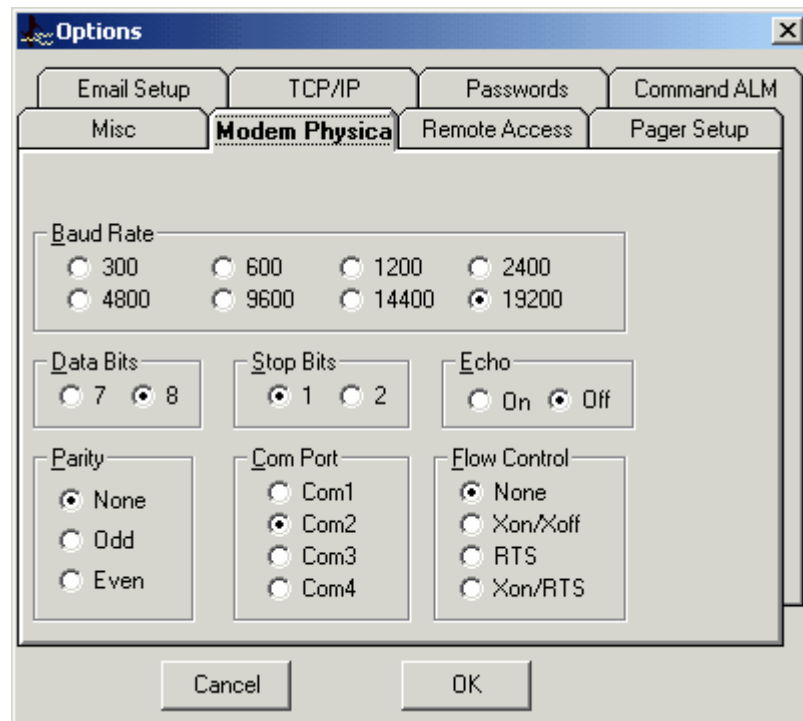 Options
Email Setup TCP/IP Passwords Command ALM
Misc Modem Physica Remote Access Pager Setup
Baud Rate
300 600 1200 2400
4800 9600 14400 19200
Data Bits Stop Bits Echo
7 8 1 2 On Off
Parity
None
Odd
Even
Com Port
Com1
Com2
Com3
Com4
Flow Control
None
Xon/Xoff
RTS
Xon/RTS
Cancel OK